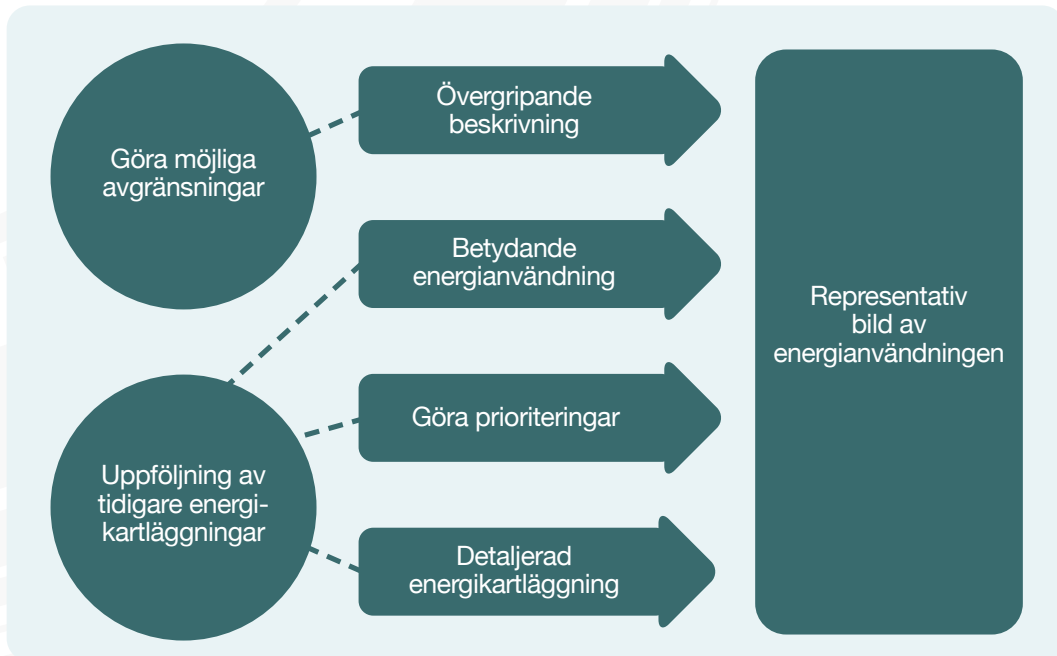 Göra möjliga
avgränsningar
Uppföljning av
tidigare energi-
kartläggningar
Övergripande
beskrivning
Betydande
energianvändning
Göra prioriteringar
Detaljerad
energikartläggning
Representativ
bild av
energianvändningen